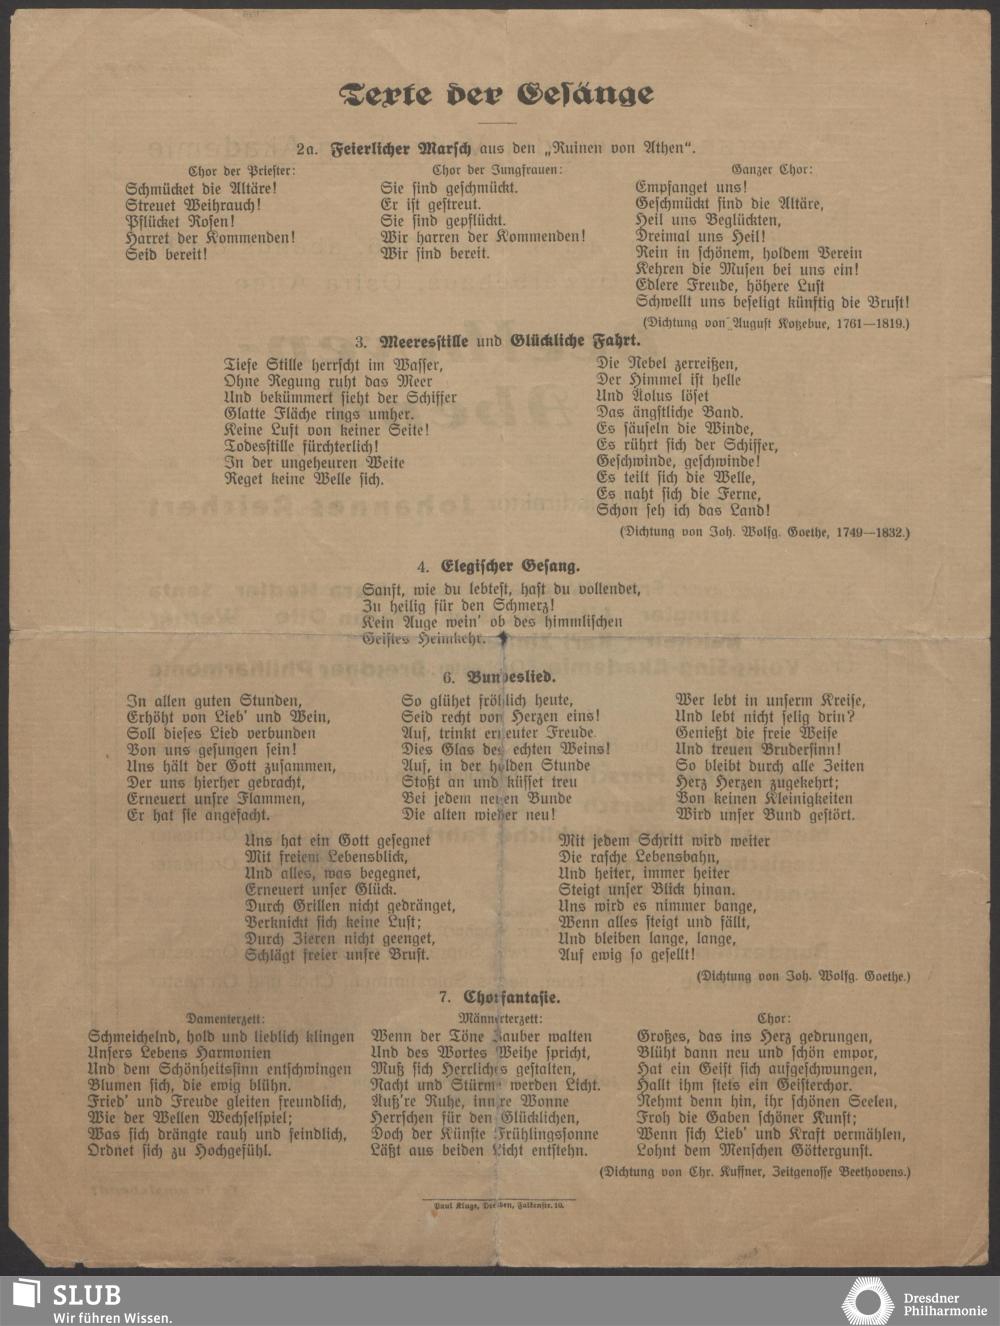 Texte der Gesänge
2a. Feierlicher Marsch aus den „Ruinen von Athen“.
Chor der Priester:
Schmücket die Altäre!
Streuet Weihrauch!
Pflücket Rosen!
Harret der Kommenden!
Seid bereit!
Chor der Jungfrauen:
Sie sind geschmückt.
Er ist gestreut.
Sie sind gepflückt.
Wir harren der Kommenden!
Wir sind bereit.
Ganzer Chor:
Empfanget uns!
Geschmückt sind die Altäre,
Heil uns Beglückten,
Dreimal uns Heil!
Rein in schönem, holdem Verein
Kehren die Musen bei uns ein!
Edlere Freude, höhere Lust
Schwellt uns beseligt künftig die Brust!
(Dichtung von August Kotzebue, 1761—1819.)
3. Meeresstille und Glückliche Fahrt.
Tiefe Stille herrscht im Wasser,
Ohne Regung ruht das Meer
Und bekümmert sieht der Schiffer
Glatte Fläche rings umher.
Keine Luft von keiner Seite!
Todesstille fürchterlich!
In der ungeheuren Weite
Reget keine Welle sich.
Die Nebel zerreißen,
Der Himmel ist helle
Und Äolus löset
Das ängstliche Band.
Es säuseln die Winde,
Es rührt sich der Schiffer,
Geschwinde, geschwinde!
Es teilt sich die Welle,
Es naht sich die Ferne,
Schon seh ich das Land!
(Dichtung von Joh. Wolfg. Goethe, 1749—1832.)
4. Elegischer Gesang.
Sanft, wie du lebtest, hast du vollendet,
Zu heilig für den Schmerz!
Kein Auge wein' ob des himmlischen
Geistes Heimkehr.
6. Bundeslied.
In allen guten Stunden,
Erhöht von Lieb' und Wein,
Soll dieses Lied verbunden
Von uns gesungen sein!
Uns hält der Gott zusammen,
Der uns hierher gebracht,
Erneuert unsre Flammen,
Er hat sie angefacht.
So glühet fröhlich heute,
Seid recht von Herzen eins!
Auf, trinkt erneuter Freude
Dies Glas des echten Weins!
Auf, in der holden Stunde
Stoßt an und küsset treu
Bei jedem neuen Bunde
Die alten wieder neu!
Wer lebt in unserm Kreise,
Und lebt nicht selig drin?
Genießt die freie Weise
Und treuen Brudersinn!
So bleibt durch alle Zeiten
Herz Herzen zugekehrt;
Von keinen Kleinigkeiten
Wird unser Bund gestört.
Uns hat ein Gott gesegnet
Mit freiem Lebensblick,
Und alles, was begegnet,
Erneuert unser Glück.
Durch Grillen nicht gedränget,
Verknickt sich keine Lust;
Durch Zieren nicht geenget,
Schlägt freier unsre Brust.
Mit jedem Schritt wird weiter
Die rasche Lebensbahn,
Und heiter, immer heiter
Steigt unser Blick hinan.
Uns wird es nimmer bange,
Wenn alles steigt und fällt,
Und bleiben lange, lange,
Auf ewig so gesellt!
(Dichtung von Joh. Wolfg. Goethe.)
7. Chorfantasie.
Damenterzett:
Schmeichelnd, hold und lieblich klingen
Unsers Lebens Harmonien
Und dem Schönheitssinn entschwingen
Blumen sich, die ewig blühn.
Fried' und Freude gleiten freundlich,
Wie der Wellen Wechselspiel;
Was sich drängte rauh und feindlich,
Ordnet sich zu Hochgefühl.
Männerterzett:
Wenn der Töne Zauber walten
Und des Wortes Weihe spricht,
Muß sich Herrliches gestalten,
Nacht und Stürme werden Licht.
Äuß're Ruhe, innre Wonne
Herrschen für den Glücklichen,
Doch der Künste Frühlingssonne
Läßt aus beiden Licht entstehn.
Chor:
Großes, das ins Herz gedrungen,
Blüht dann neu und schön empor,
Hat ein Geist sich aufgeschwungen,
Hallt ihm stets ein Geisterchor.
Nehmt denn hin, ihr schönen Seelen,
Froh die Gaben schöner Kunst;
Wenn sich Lieb' und Kraft vermählen,
Lohnt dem Menschen Göttergunst.
(Dichtung von Chr. Kuffner, Zeitgenosse Beethovens.)
Paul Kluge, Dresden, Falkenstr. 10.
SLUB
Wir führen Wissen.
Dresdner
Philharmonie